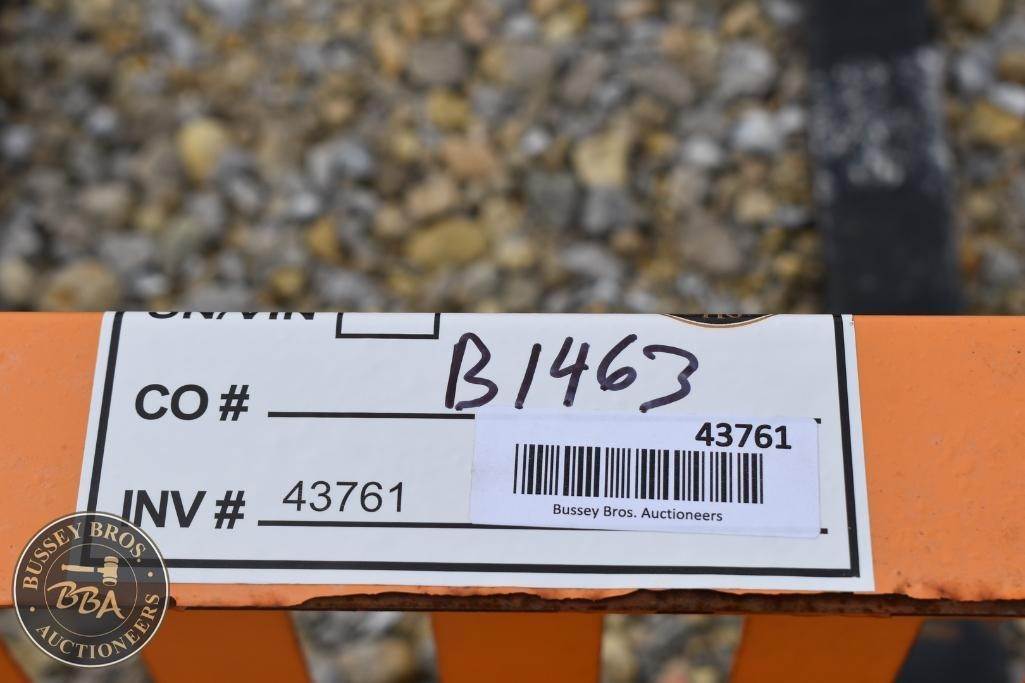 SN/VIN
CO # B1463
43761
INV # 43761
Bussey Bros. Auctioneers
BUSSEY BROS.
BBA
AUCTIONEERS